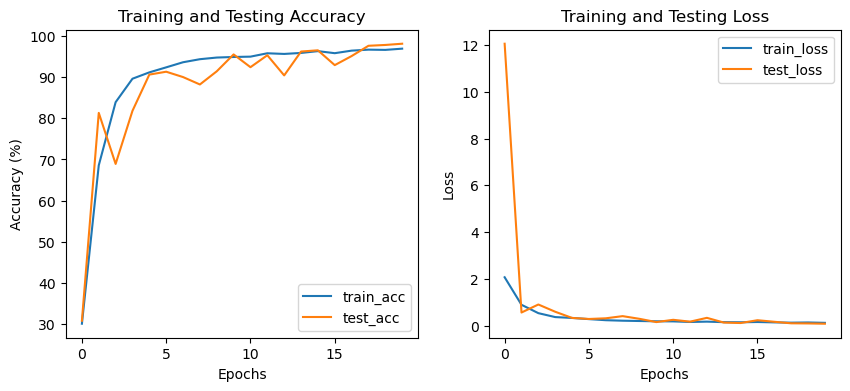 Training and Testing Accuracy
Accuracy (%)
100
90
80
70
60
50
40
30
0
5
10
15
Epochs
train_acc
test_acc
Training and Testing Loss
Loss
12
10
8
6
4
2
0
0
5
10
15
Epochs
train_loss
test_loss